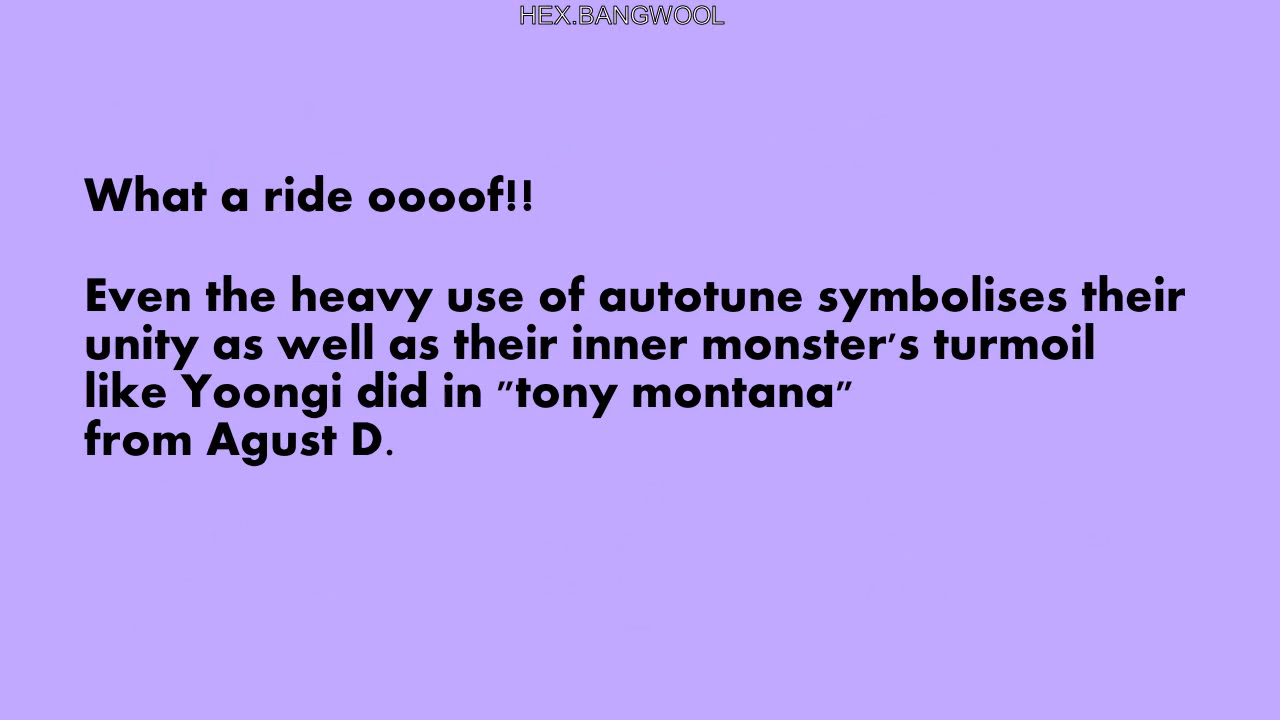 HEX.BANGWOOL
What a ride oooof!!
Even the heavy use of autotune symbolises their
unity as well as their inner monster's turmoil
like Yoongi did in "tony montana"
from Agust D.